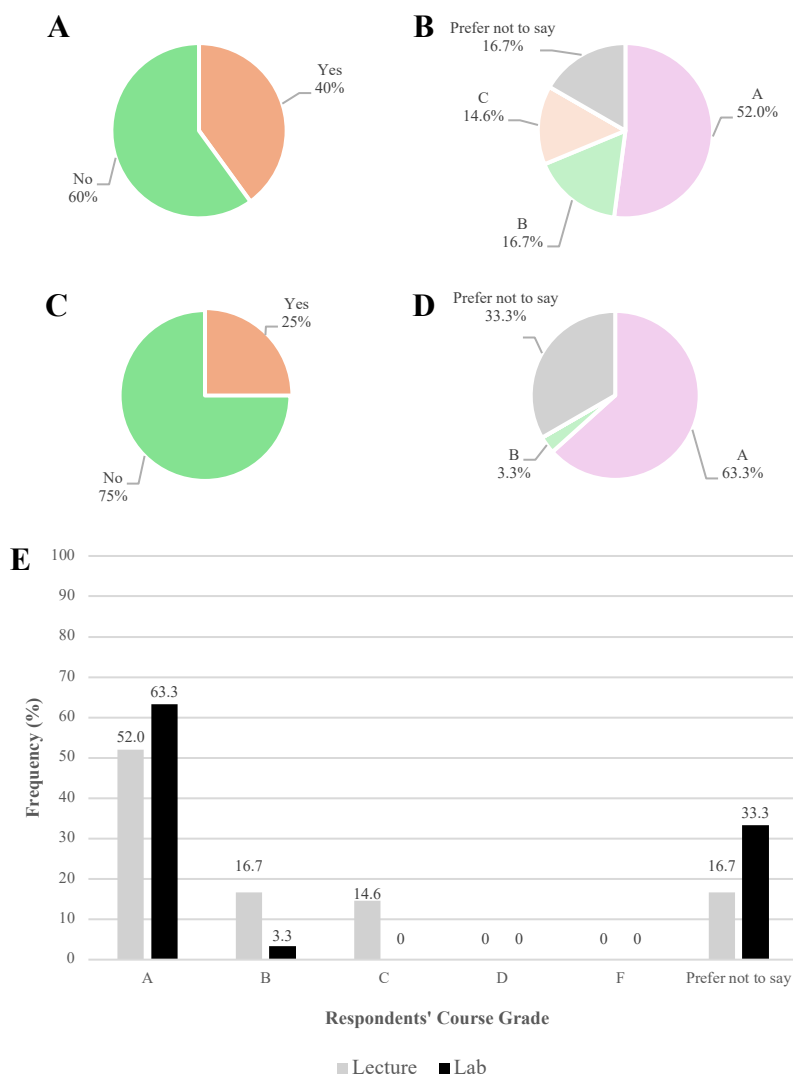 A
Yes
40%
No
60%
B
Prefer not to say
16.7%
C
14.6%
A
52.0%
B
16.7%
C
Yes
25%
No
75%
D
Prefer not to say
33.3%
B
3.3%
A
63.3%
E
Frequency (%)
100
90
80
70
60
50
40
30
20
10
0
52.0
63.3
16.7
3.3
14.6
0
0
0
0
0
16.7
33.3
A
B
C
D
F
Prefer not to say
Respondents' Course Grade
Lecture
Lab